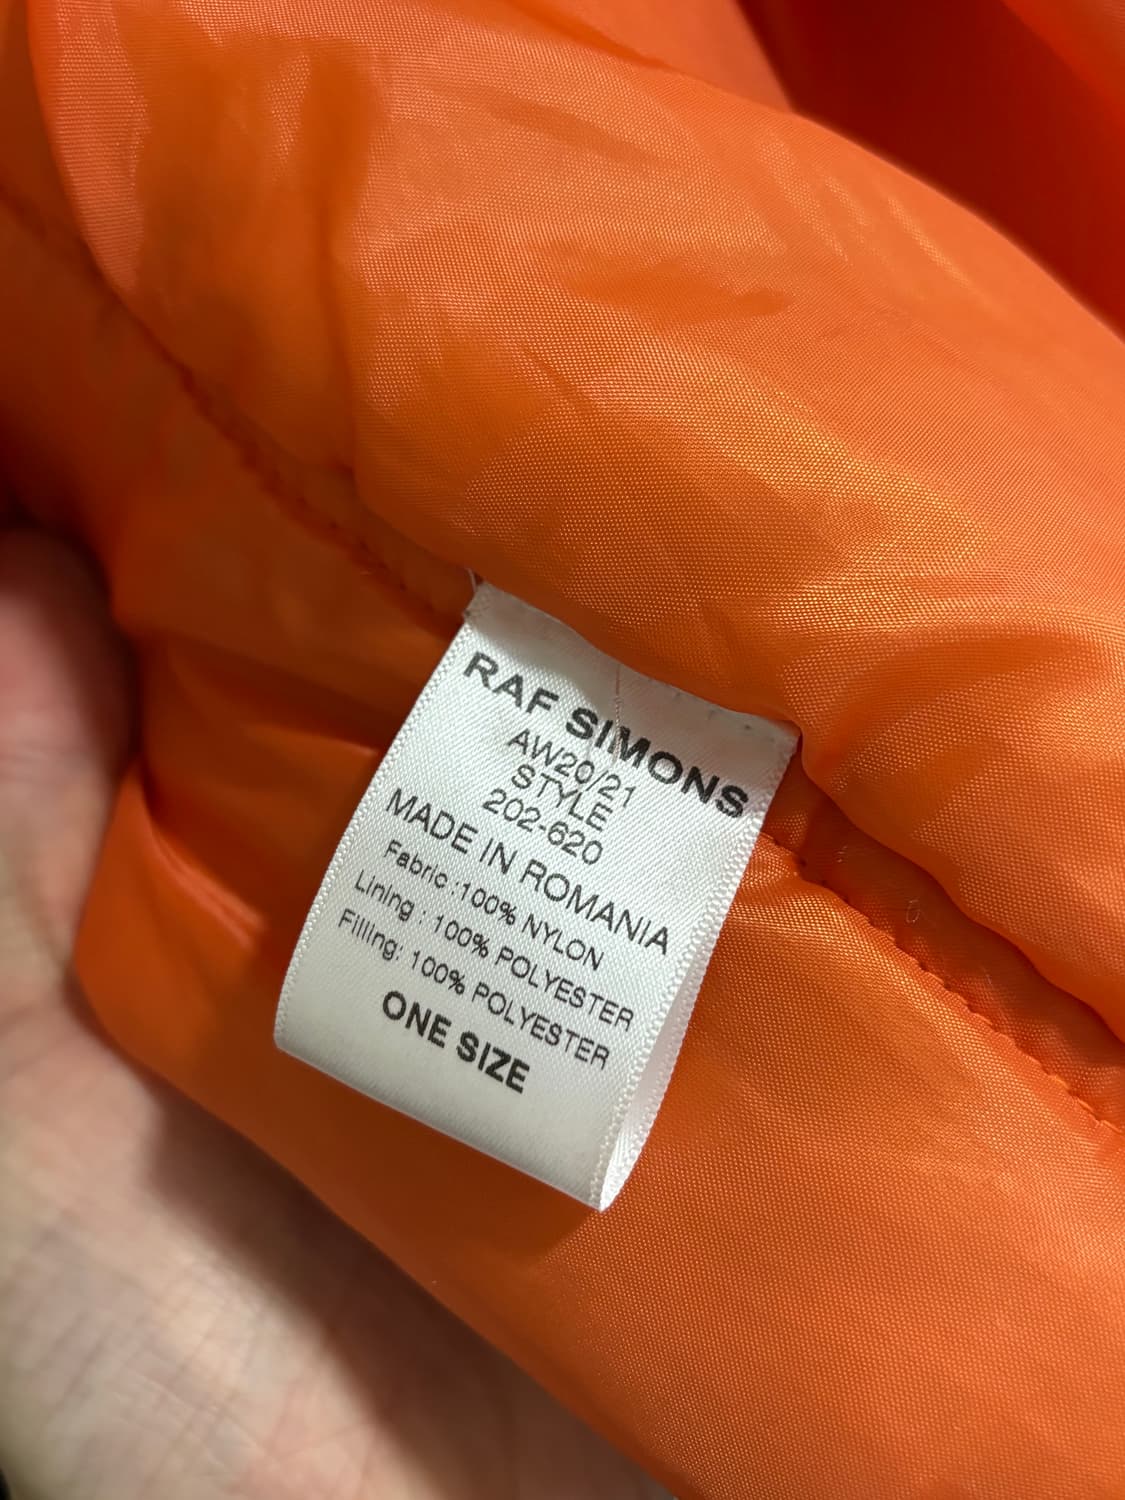 RAF SIMONS
AW20/21
STYLE
202-620
MADE IN ROMANIA
Fabric :100% NYLON
Lining : 100% POLYESTER
Filling: 100% POLYESTER
ONE SIZE